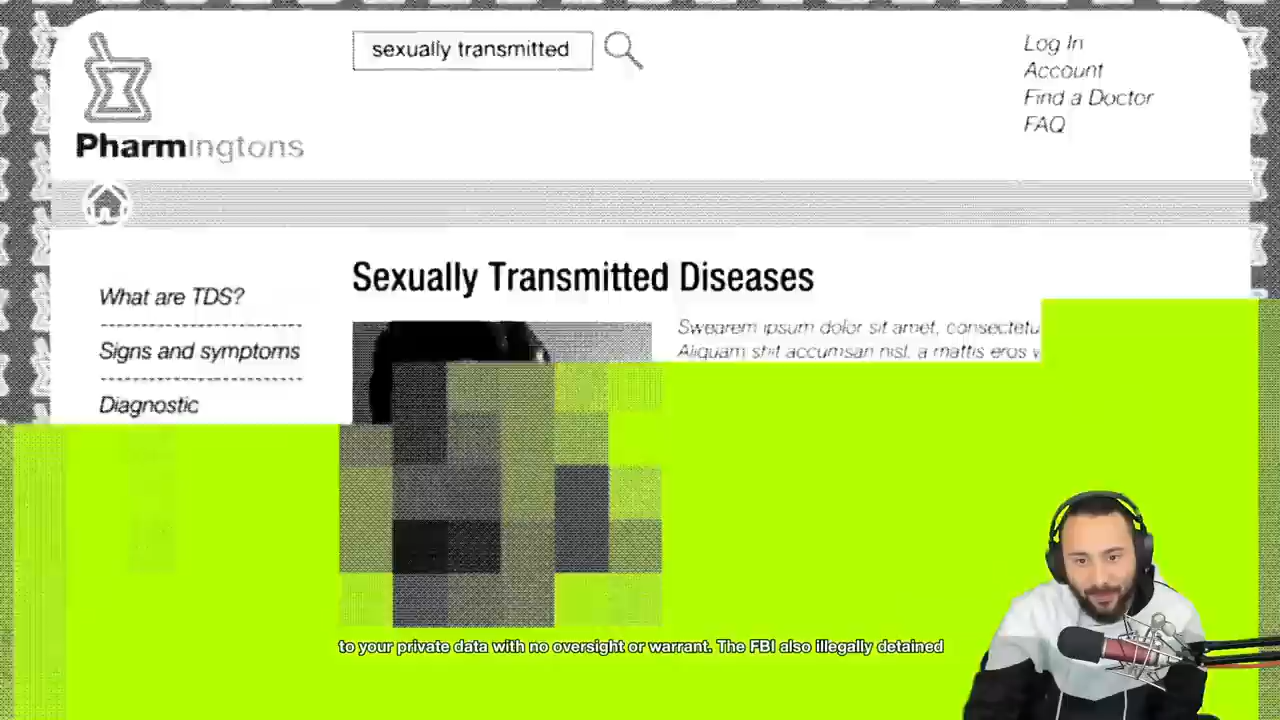 sexually transmitted
Log In
Account
Find a Doctor
FAQ
Pharmingtons
Sexually Transmitted Diseases
What are TDS?
Signs and symptoms
Diagnostic
Swearem ipsum dolor sit amet, consectetu
Aliquam shit accumsan nisl, a mattis eros v
to your private data with no oversight or warrant. The FBI also illegally detained